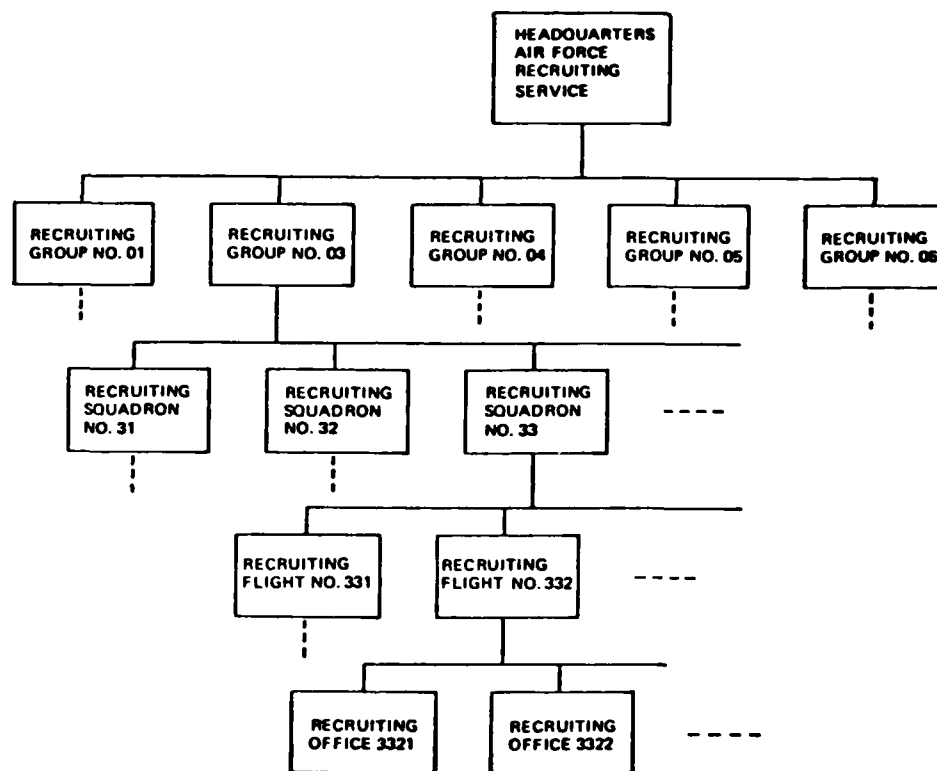 HEADQUARTERS
AIR FORCE
RECRUITING
SERVICE
RECRUITING
GROUP NO. 01
RECRUITING
GROUP NO. 03
RECRUITING
GROUP NO. 04
RECRUITING
GROUP NO. 05
RECRUITING
GROUP NO. 06
RECRUITING
SQUADRON
NO. 31
RECRUITING
SQUADRON
NO. 32
RECRUITING
SQUADRON
NO. 33
RECRUITING
FLIGHT NO. 331
RECRUITING
FLIGHT NO. 332
RECRUITING
OFFICE 3321
RECRUITING
OFFICE 3322